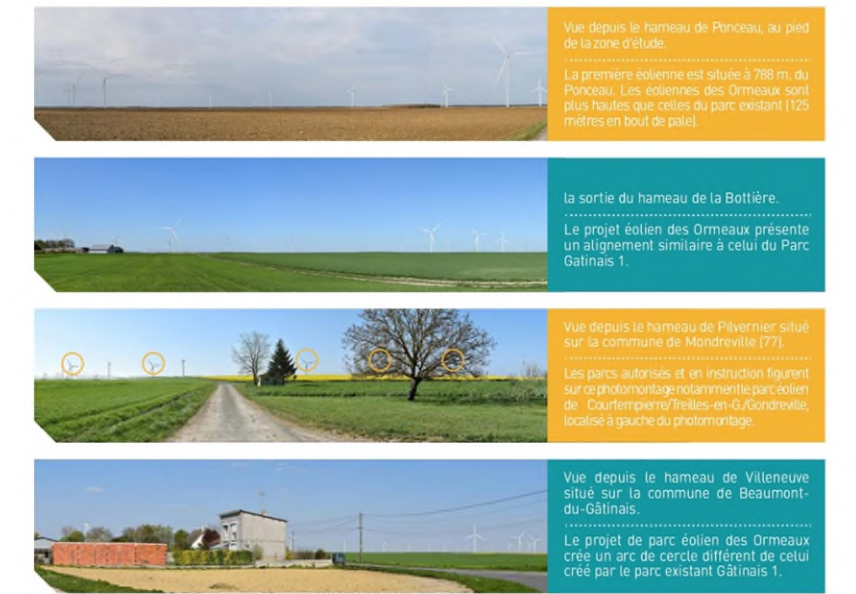 Vue depuis le hameau de Ponceau, au pied
de la zone d'étude.
La première éolienne est située à 788 m. du
Ponceau. Les éoliennes des Ormeaux sont
plus hautes que celles du parc existant (125
mètres en bout de pale).
la sortie du hameau de la Bottière.
Le projet éolien des Ormeaux présente
un alignement similaire à celui du Parc
Gatinais 1.
Vue depuis le hameau de Pilvernier situé
sur la commune de Mondreville (77).
Les parcs autorisés et en instruction figurent
sur ce photomontage notamment le parc éolien
de Courtempierre/Treilles-en-G./Gondreville,
localisé à gauche du photomontage.
Vue depuis le hameau de Villeneuve
situé sur la commune de Beaumont-
du-Gâtinais.
Le projet de parc éolien des Ormeaux
crée un arc de cercle différent de celui
créé par le parc existant Gâtinais 1.